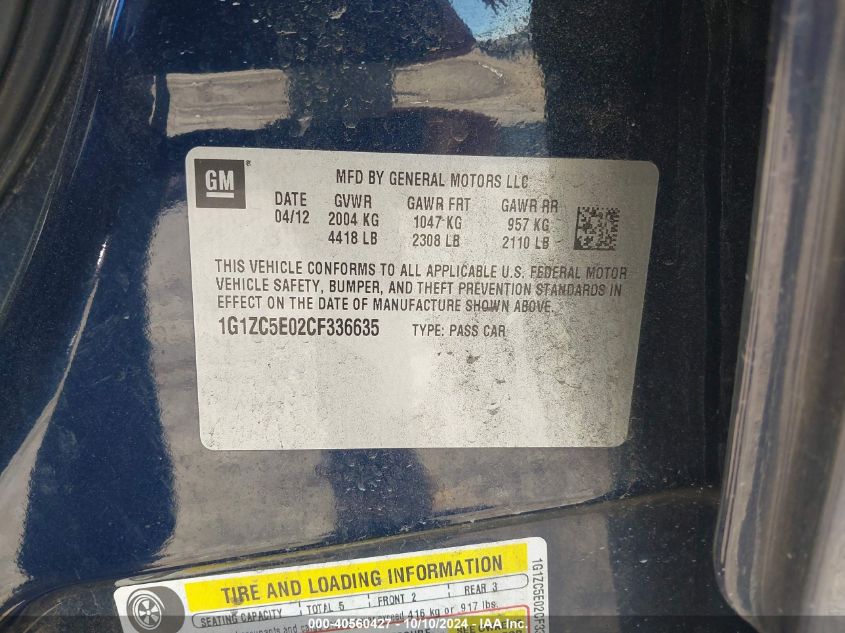 GM ®
MFD BY GENERAL MOTORS LLC
DATE GVWR GAWR FRT GAWR RR
04/12 2004 KG 1047 KG 957 KG
4418 LB 2308 LB 2110 LB
THIS VEHICLE CONFORMS TO ALL APPLICABLE U.S. FEDERAL MOTOR
VEHICLE SAFETY, BUMPER, AND THEFT PREVENTION STANDARDS IN
EFFECT ON THE DATE OF MANUFACTURE SHOWN ABOVE.
1G1ZC5E02CF336635 TYPE: PASS CAR
TIRE AND LOADING INFORMATION
SEATING CAPACITY TOTAL 5 FRONT 2 REAR 3
416 kg or 917 lbs.
1G1ZC5E02CF33
000-40560427 - 10/10/2024 - IAA Inc.